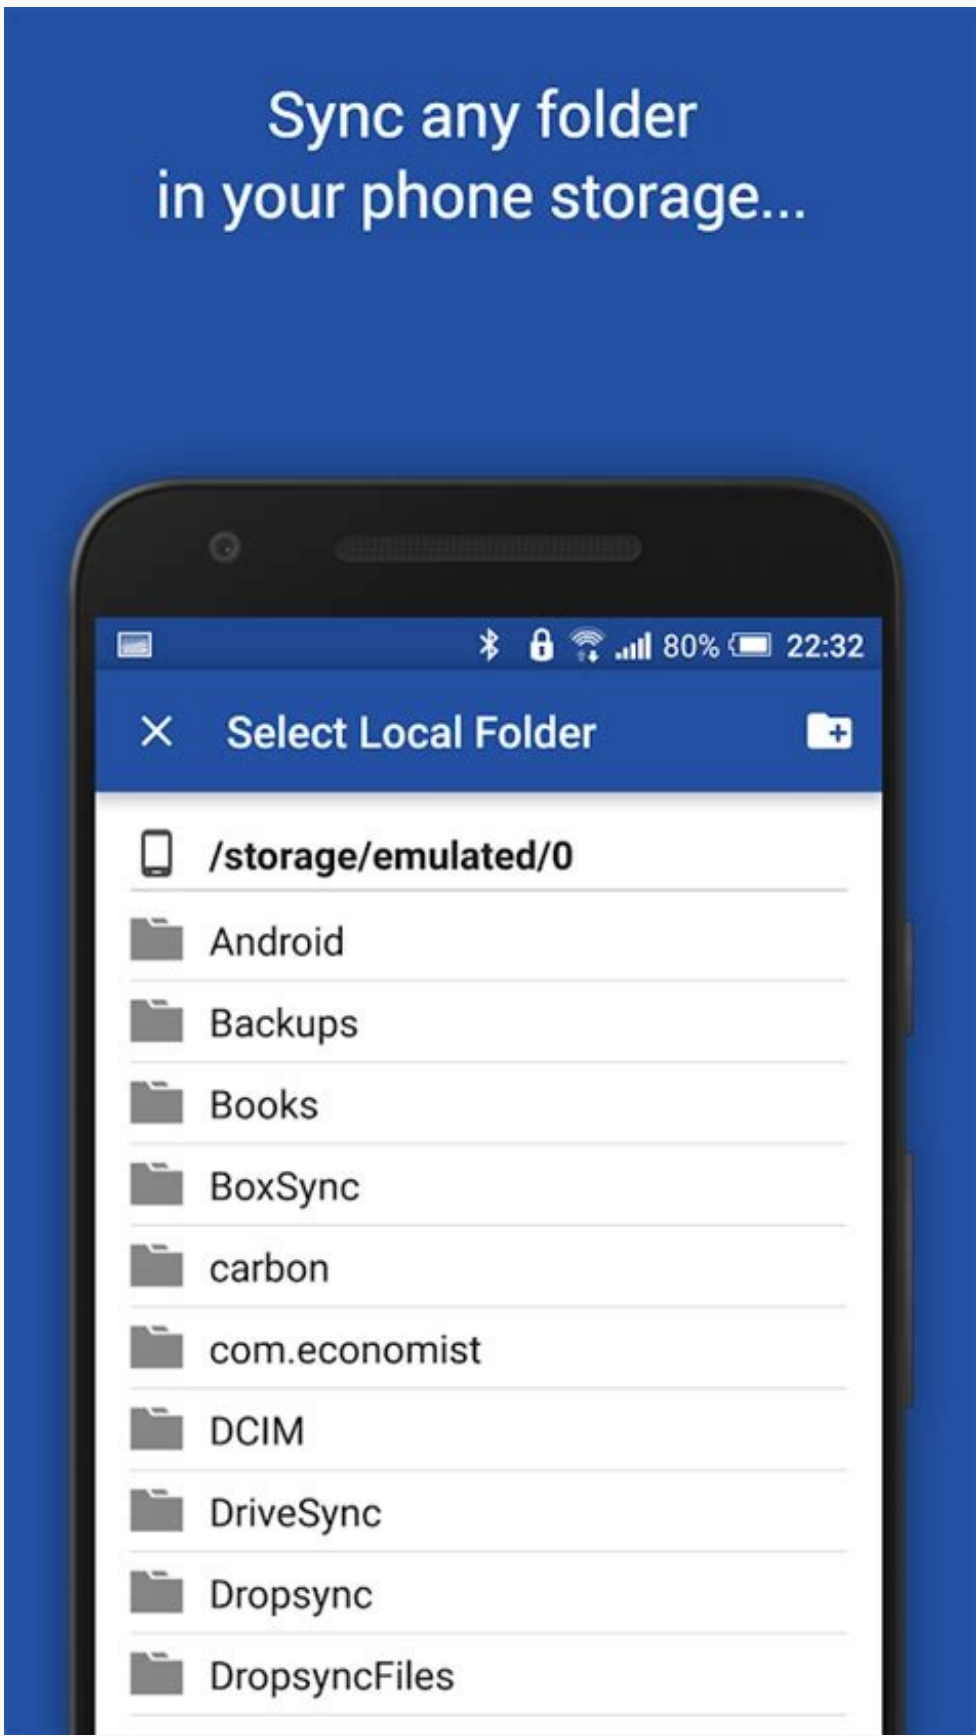 Sync any folder
in your phone storage...
80% 22:32
Select Local Folder
/storage/emulated/0
Android
Backups
Books
BoxSync
carbon
com.economist
DCIM
DriveSync
Dropsync
DropsyncFiles